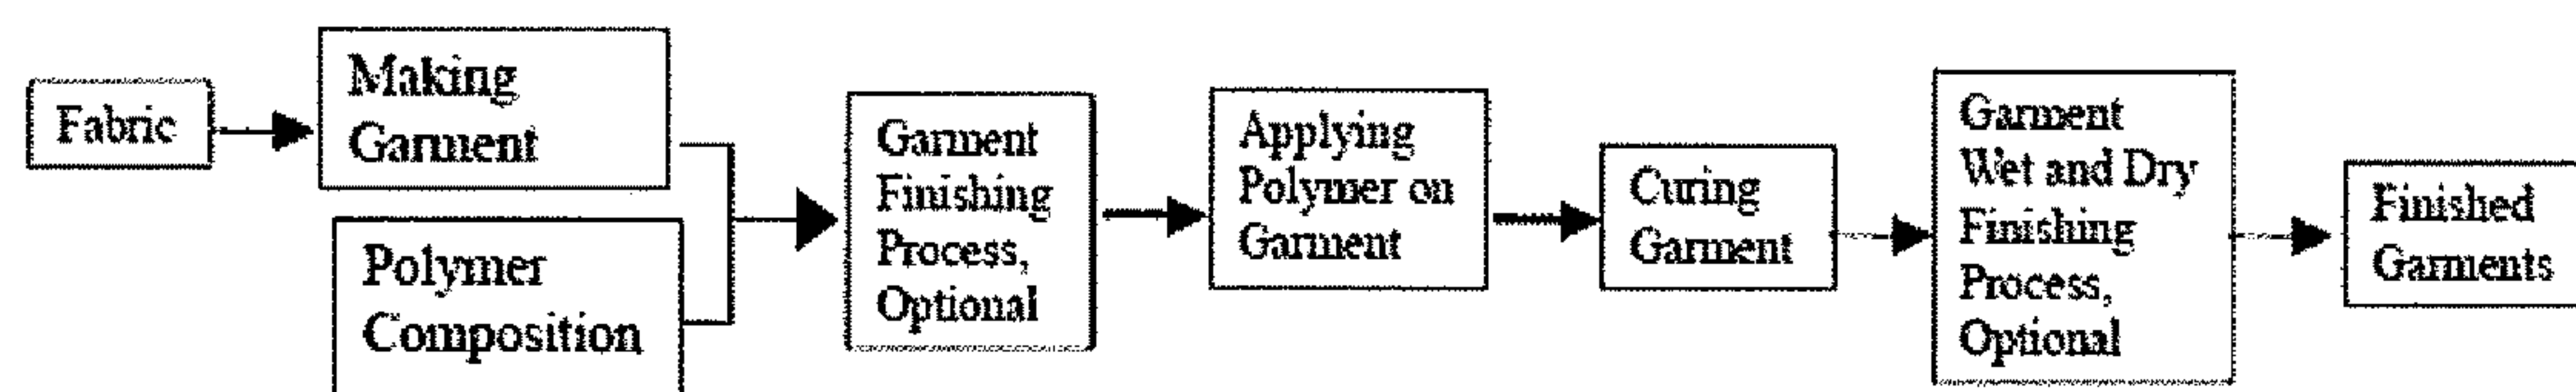 Fabric
Making
Garment
Polymer
Composition
Garment
Finishing
Process,
Optional
Applying
Polymer on
Garment
Curing
Garment
Garment
Wet and Dry
Finishing
Process,
Optional
Finished
Garments